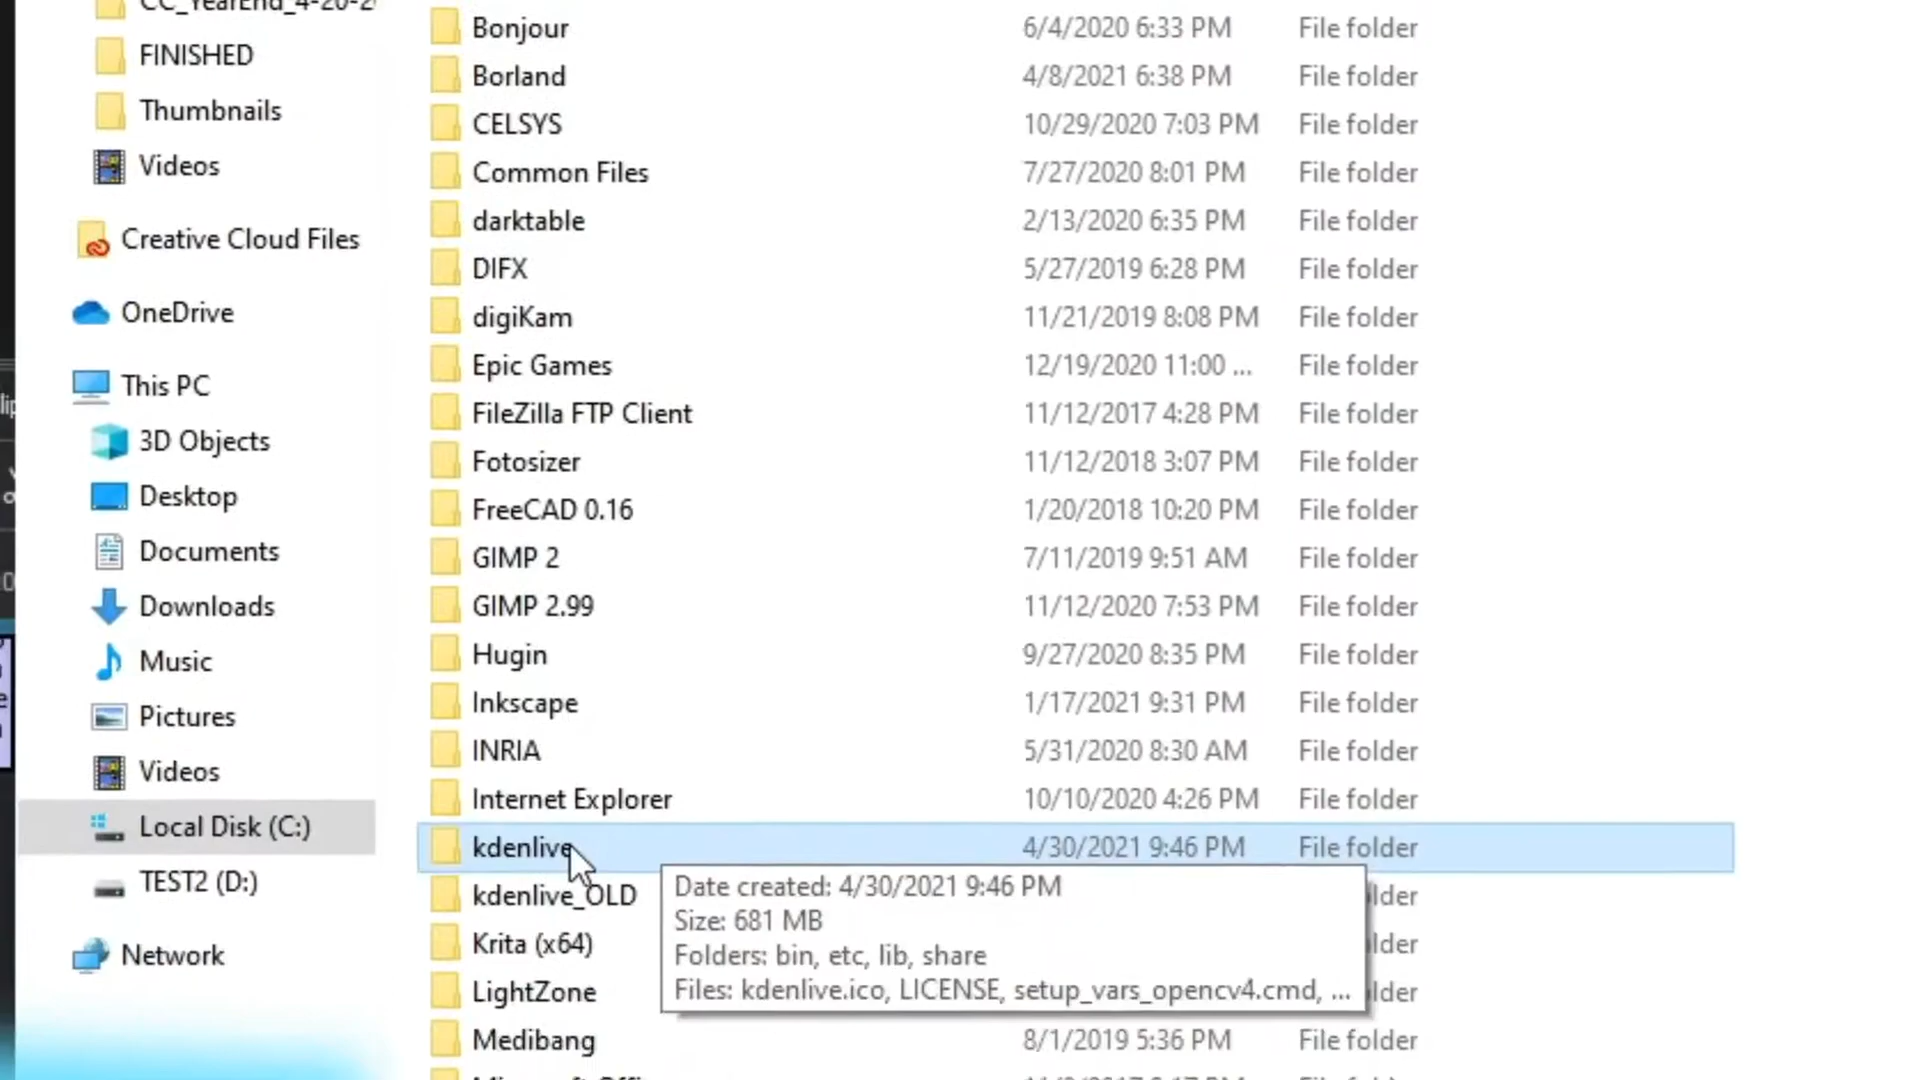 FINISHED
Thumbnails
Videos
Creative Cloud Files
OneDrive
This PC
3D Objects
Desktop
Documents
Downloads
Music
Pictures
Videos
Local Disk (C:)
TEST2 (D:)
Network
Bonjour 6/4/2020 6:33 PM File folder
Borland 4/8/2021 6:38 PM File folder
CELSYS 10/29/2020 7:03 PM File folder
Common Files 7/27/2020 8:01 PM File folder
darktable 2/13/2020 6:35 PM File folder
DIFX 5/27/2019 6:28 PM File folder
digiKam 11/21/2019 8:08 PM File folder
Epic Games 12/19/2020 11:00 ... File folder
FileZilla FTP Client 11/12/2017 4:28 PM File folder
Fotosizer 11/12/2018 3:07 PM File folder
FreeCAD 0.16 1/20/2018 10:20 PM File folder
GIMP 2 7/11/2019 9:51 AM File folder
GIMP 2.99 11/12/2020 7:53 PM File folder
Hugin 9/27/2020 8:35 PM File folder
Inkscape 1/17/2021 9:31 PM File folder
INRIA 5/31/2020 8:30 AM File folder
Internet Explorer 10/10/2020 4:26 PM File folder
kdenlive 4/30/2021 9:46 PM File folder
kdenlive_OLD
Krita (x64)
LightZone
Medibang 8/1/2019 5:36 PM File folder
Date created: 4/30/2021 9:46 PM
Size: 681 MB
Folders: bin, etc, lib, share
Files: kdenlive.ico, LICENSE, setup_vars_opencv4.cmd, ...